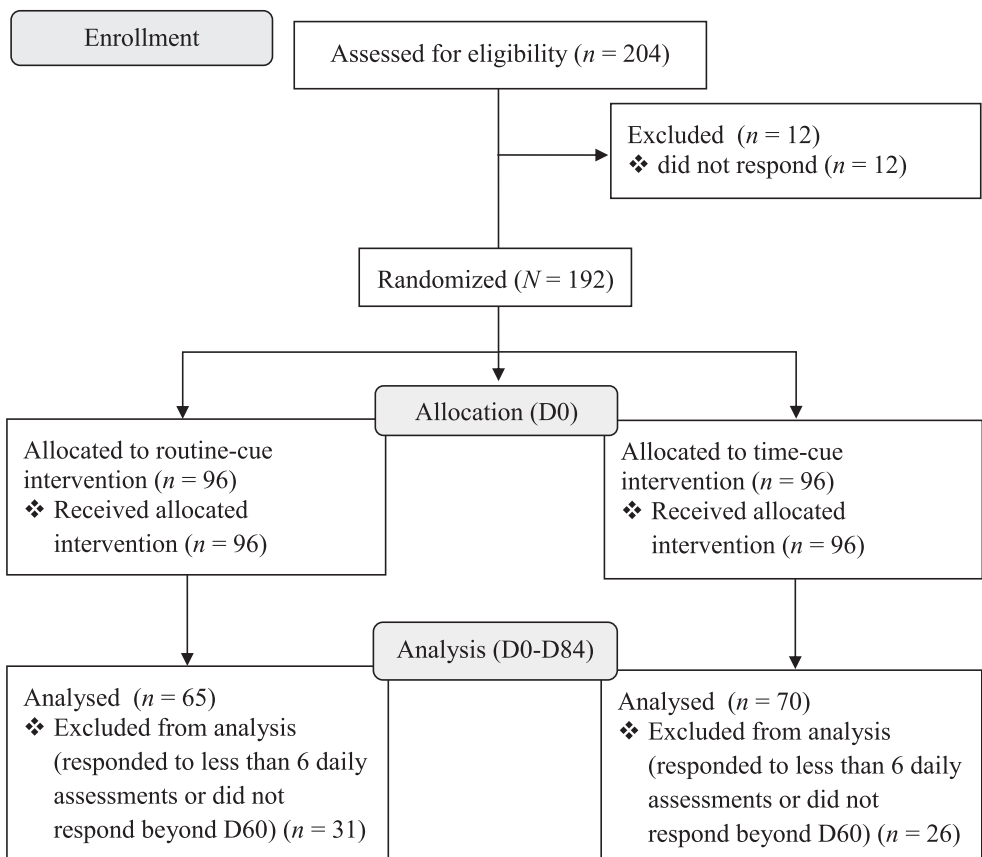 Enrollment
Assessed for eligibility (n = 204)
Excluded (n = 12)
❖ did not respond (n = 12)
Randomized (N = 192)
Allocation (D0)
Allocated to routine-cue
intervention (n = 96)
❖ Received allocated
intervention (n = 96)
Allocated to time-cue
intervention (n = 96)
❖ Received allocated
intervention (n = 96)
Analysis (D0-D84)
Analysed (n = 65)
❖ Excluded from analysis
(responded to less than 6 daily
assessments or did not
respond beyond D60) (n = 31)
Analysed (n = 70)
❖ Excluded from analysis
(responded to less than 6 daily
assessments or did not
respond beyond D60) (n = 26)